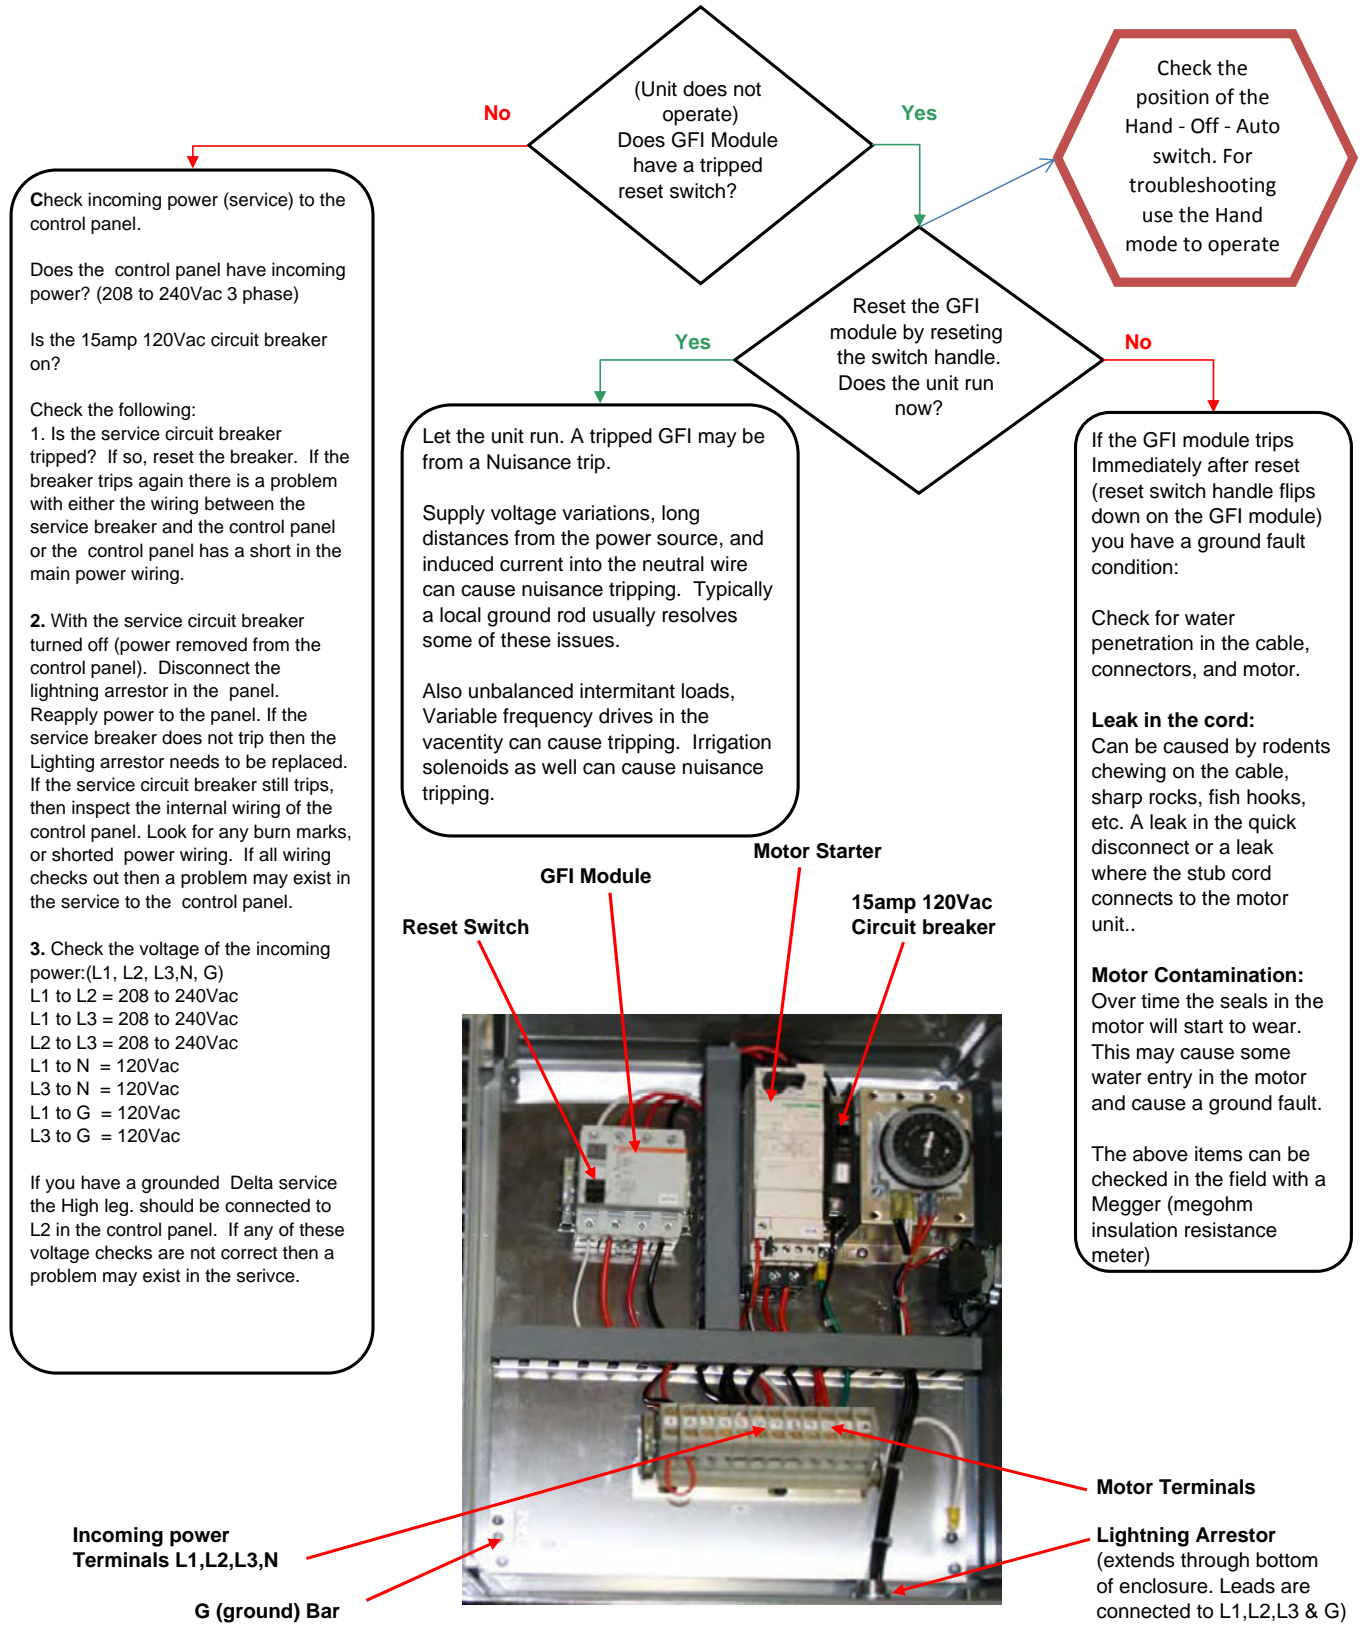 (Unit does not
operate)
Does GFI Module
have a tripped
reset switch?
No
Yes
Check the
position of the
Hand - Off - Auto
switch. For
troubleshooting
use the Hand
mode to operate
Check incoming power (service) to the
control panel.
Does the  control panel have incoming
power? (208 to 240Vac 3 phase)
Is the 15amp 120Vac circuit breaker
on?
Check the following:
1. Is the service circuit breaker
tripped?  If so, reset the breaker.  If the
breaker trips again there is a problem
with either the wiring between the
service breaker and the control panel
or the  control panel has a short in the
main power wiring.
2. With the service circuit breaker
turned off (power removed from the
control panel).  Disconnect the
lightning arrestor in the  panel.
Reapply power to the panel. If the
service breaker does not trip then the
Lighting arrestor needs to be replaced.
If the service circuit breaker still trips,
then inspect the internal wiring of the
control panel. Look for any burn marks,
or shorted  power wiring.  If all wiring
checks out then a problem may exist in
the service to the  control panel.
3. Check the voltage of the incoming
power:(L1, L2, L3,N, G)
L1 to L2 = 208 to 240Vac
L1 to L3 = 208 to 240Vac
L2 to L3 = 208 to 240Vac
L1 to N  = 120Vac
L3 to N  = 120Vac
L1 to G  = 120Vac
L3 to G  = 120Vac
If you have a grounded  Delta service
the High leg. should be connected to
L2 in the control panel.  If any of these
voltage checks are not correct then a
problem may exist in the serivce.
Reset the GFI
module by reseting
the switch handle.
Does the unit run
now?
Yes
No
Let the unit run. A tripped GFI may be
from a Nuisance trip.
Supply voltage variations, long
distances from the power source, and
induced current into the neutral wire
can cause nuisance tripping.  Typically
a local ground rod usually resolves
some of these issues.
Also unbalanced intermitant loads,
Variable frequency drives in the
vacentity can cause tripping.  Irrigation
solenoids as well can cause nuisance
tripping.
If the GFI module trips
Immediately after reset
(reset switch handle flips
down on the GFI module)
you have a ground fault
condition:
Check for water
penetration in the cable,
connectors, and motor.
Leak in the cord:
Can be caused by rodents
chewing on the cable,
sharp rocks, fish hooks,
etc. A leak in the quick
disconnect or a leak
where the stub cord
connects to the motor
unit..
Motor Contamination:
Over time the seals in the
motor will start to wear.
This may cause some
water entry in the motor
and cause a ground fault.
The above items can be
checked in the field with a
Megger (megohm
insulation resistance
meter)
Motor Starter
GFI Module
15amp 120Vac
Circuit breaker
Reset Switch
Motor Terminals
Incoming power
Terminals L1,L2,L3,N
Lightning Arrestor
(extends through bottom
of enclosure. Leads are
connected to L1,L2,L3 & G)
G (ground) Bar